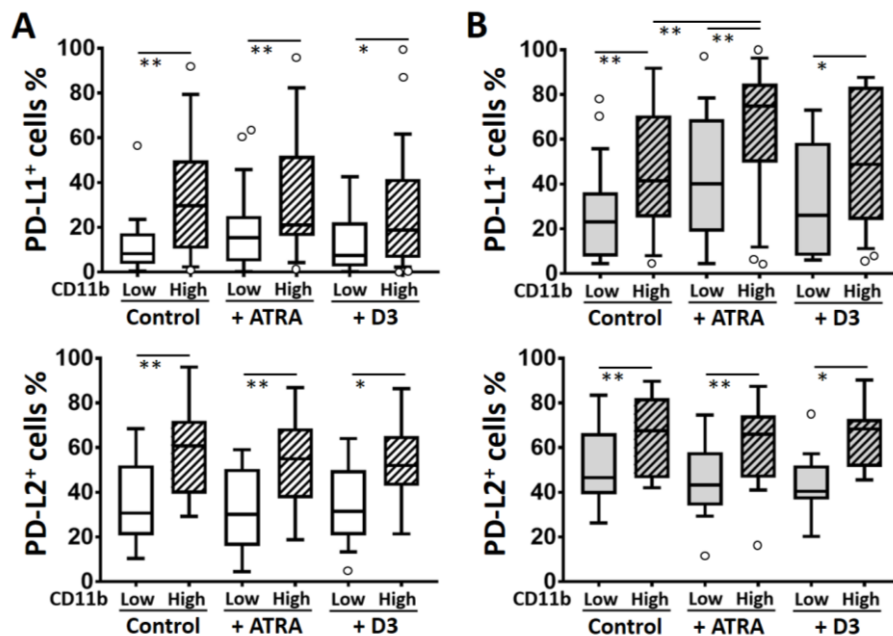 A
PD-L1+ cells %
100
80
60
40
20
0
** ** *
CD11b Low High Low High Low High
Control + ATRA + D3
B
PD-L1+ cells %
100
80
60
40
20
0
** ** ** *
CD11b Low High Low High Low High
Control + ATRA + D3
PD-L2+ cells %
100
80
60
40
20
0
** ** *
CD11b Low High Low High Low High
Control + ATRA + D3
PD-L2+ cells %
100
80
60
40
20
0
** ** *
CD11b Low High Low High Low High
Control + ATRA + D3